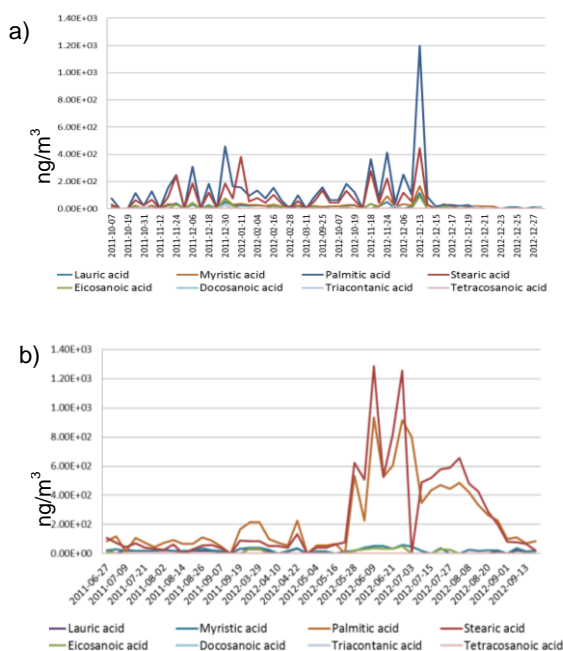 a)
1.40E+03
1.20E+03
1.00E+03
8.00E+02
6.00E+02
4.00E+02
2.00E+02
0.00E+00
ng/m³
2011-10-07
2011-10-19
2011-10-31
2011-11-12
2011-11-24
2011-12-06
2011-12-18
2011-12-30
2012-01-11
2012-02-04
2012-02-16
2012-02-28
2012-03-11
2012-09-25
2012-10-07
2012-11-18
2012-11-24
2012-12-06
2012-12-11
2012-12-15
2012-12-17
2012-12-19
2012-12-21
2012-12-23
2012-12-25
2012-12-27
Lauric acid Myristic acid Palmitic acid Stearic acid
Eicosanoic acid Docosanoic acid Triacontanic acid Tetracosanoic acid
b)
1.40E+03
1.20E+03
1.00E+03
8.00E+02
6.00E+02
4.00E+02
2.00E+02
0.00E+00
ng/m³
2011-06-27
2011-07-09
2011-07-21
2011-08-02
2011-08-14
2011-08-26
2011-09-07
2011-09-19
2012-03-29
2012-04-10
2012-04-22
2012-05-04
2012-05-16
2012-05-28
2012-06-09
2012-06-21
2012-07-03
2012-07-15
2012-07-27
2012-08-08
2012-08-20
2012-09-01
2012-09-13
Lauric acid Myristic acid Palmitic acid Stearic acid
Eicosanoic acid Docosanoic acid Triacontanic acid Tetracosanoic acid